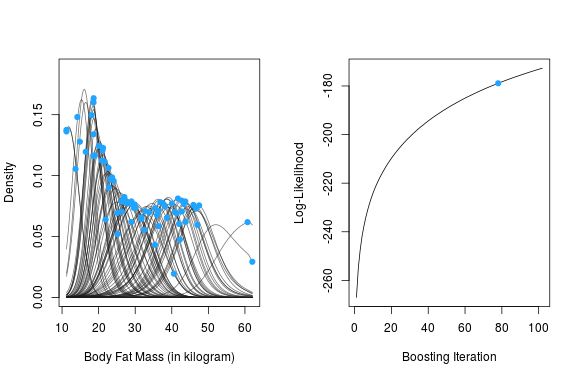 Density
0.00 0.05 0.10 0.15
10 20 30 40 50 60
Body Fat Mass (in kilogram)
Log-Likelihood
-260 -240 -220 -200 -180
0 20 40 60 80 100
Boosting Iteration